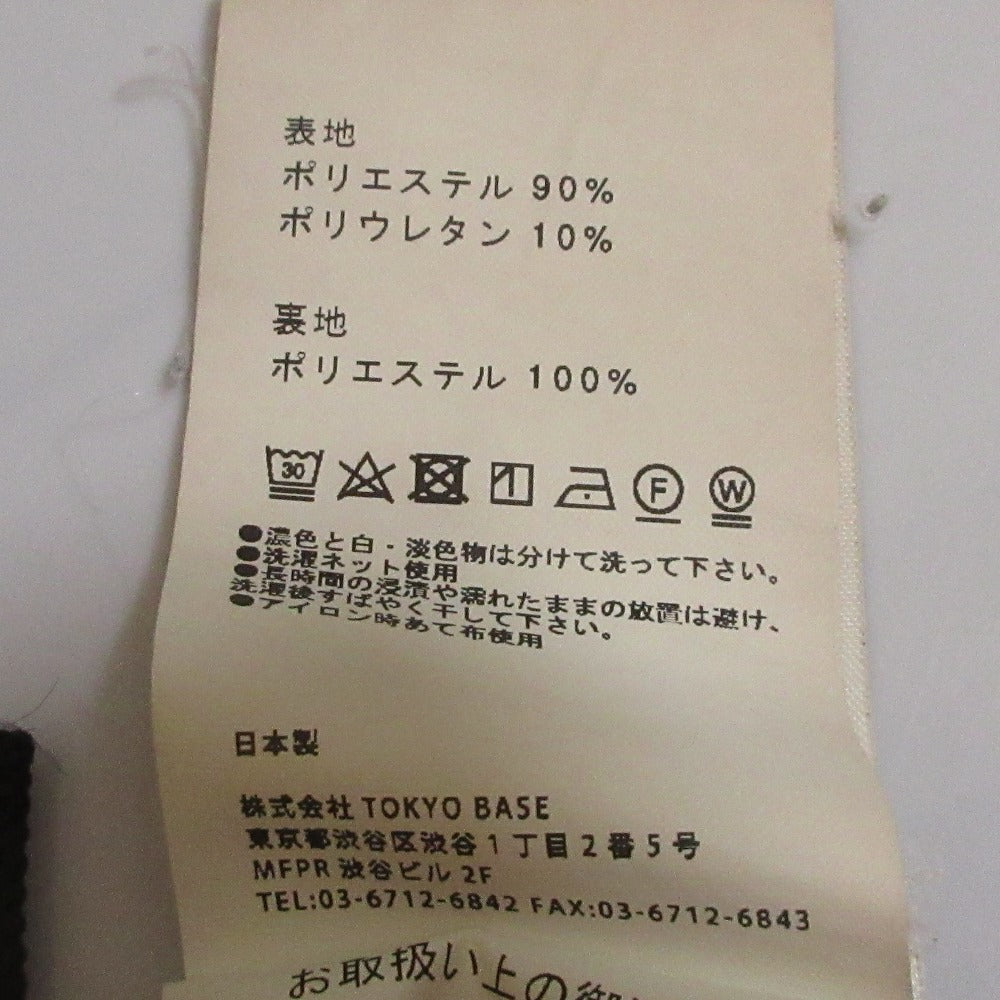 表地
ポリエステル 90%
ポリウレタン 10%
裏地
ポリエステル 100%
30 F W
●濃色と白・淡色物は分けて洗って下さい。
●洗濯ネット使用
●長時間の浸漬や濡れたままの放置は避け、
洗濯後すばやく干して下さい。
●アイロン時あて布使用
日本製
株式会社 TOKYO BASE
東京都渋谷区渋谷1丁目2番5号
MFPR 渋谷ビル 2F
TEL:03-6712-6842 FAX:03-6712-6843
お取扱い上の